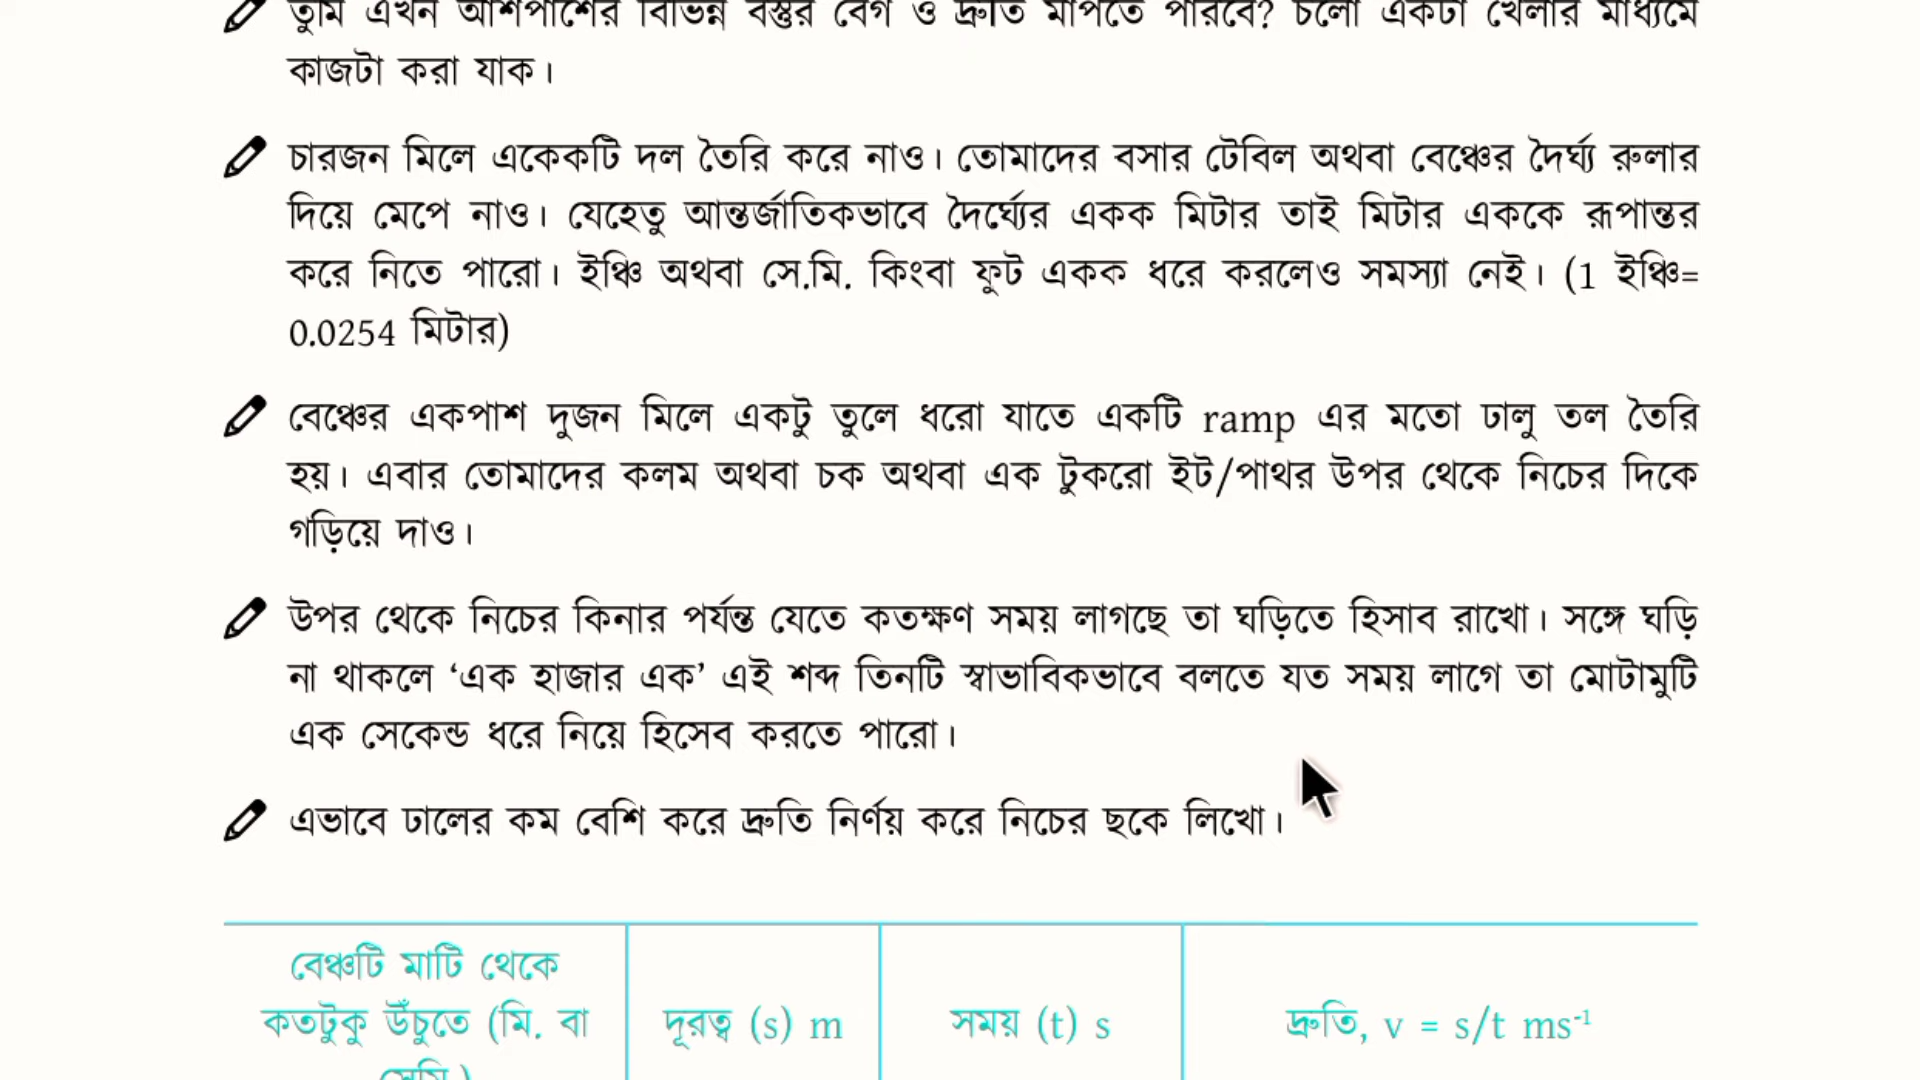 তুমি এখন আশপাশের বিভিন্ন বস্তুর বেগ ও দ্রুতি মাপতে পারবে? চলো একটা খেলার মাধ্যমে
কাজটা করা যাক।
চারজন মিলে একেকটি দল তৈরি করে নাও। তোমাদের বসার টেবিল অথবা বেঞ্চের দৈর্ঘ্য রুলার
দিয়ে মেপে নাও। যেহেতু আন্তর্জাতিকভাবে দৈর্ঘ্যের একক মিটার তাই মিটার এককে রূপান্তর
করে নিতে পারো। ইঞ্চি অথবা সে.মি. কিংবা ফুট একক ধরে করলেও সমস্যা নেই। (1 ইঞ্চি=
0.0254 মিটার)
বেঞ্চের একপাশ দুজন মিলে একটু তুলে ধরো যাতে একটি ramp এর মতো ঢালু তল তৈরি
হয়। এবার তোমাদের কলম অথবা চক অথবা এক টুকরো ইট/পাথর উপর থেকে নিচের দিকে
গড়িয়ে দাও।
উপর থেকে নিচের কিনার পর্যন্ত যেতে কতক্ষণ সময় লাগছে তা ঘড়িতে হিসাব রাখো। সঙ্গে ঘড়ি
না থাকলে ‘এক হাজার এক’ এই শব্দ তিনটি স্বাভাবিকভাবে বলতে যত সময় লাগে তা মোটামুটি
এক সেকেন্ড ধরে নিয়ে হিসেব করতে পারো।
এভাবে ঢালের কম বেশি করে দ্রুতি নির্ণয় করে নিচের ছকে লিখো।
বেঞ্চটি মাটি থেকে
কতটুকু উঁচুতে (মি. বা
সেমি.)
দূরত্ব (s) m
সময় (t) s
দ্রুতি, v = s/t ms⁻¹